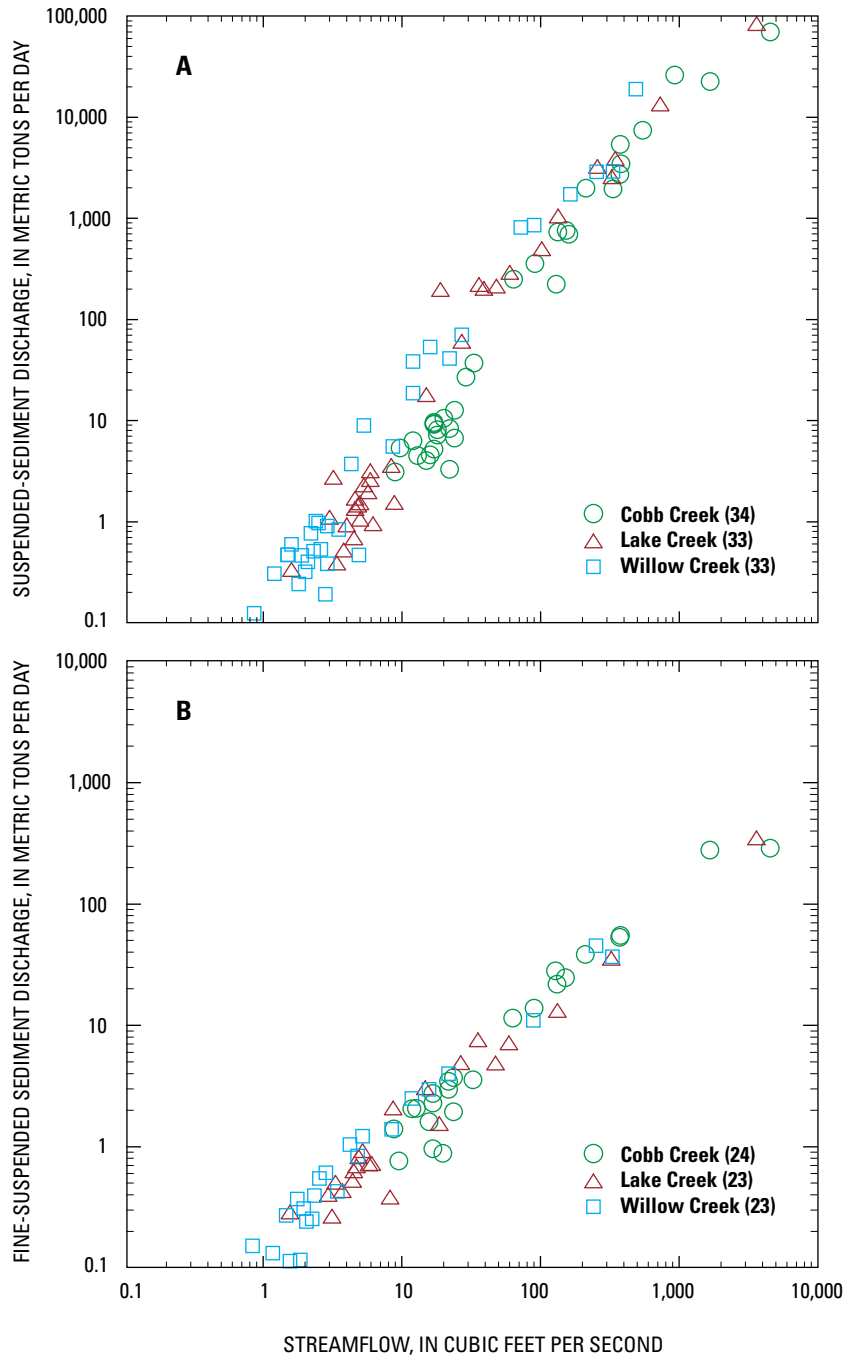 A
SUSPENDED-SEDIMENT DISCHARGE, IN METRIC TONS PER DAY
100,000
10,000
1,000
100
10
1
0.1
Cobb Creek (34)
Lake Creek (33)
Willow Creek (33)
B
FINE-SUSPENDED SEDIMENT DISCHARGE, IN METRIC TONS PER DAY
10,000
1,000
100
10
1
0.1
Cobb Creek (24)
Lake Creek (23)
Willow Creek (23)
0.1 1 10 100 1,000 10,000
STREAMFLOW, IN CUBIC FEET PER SECOND